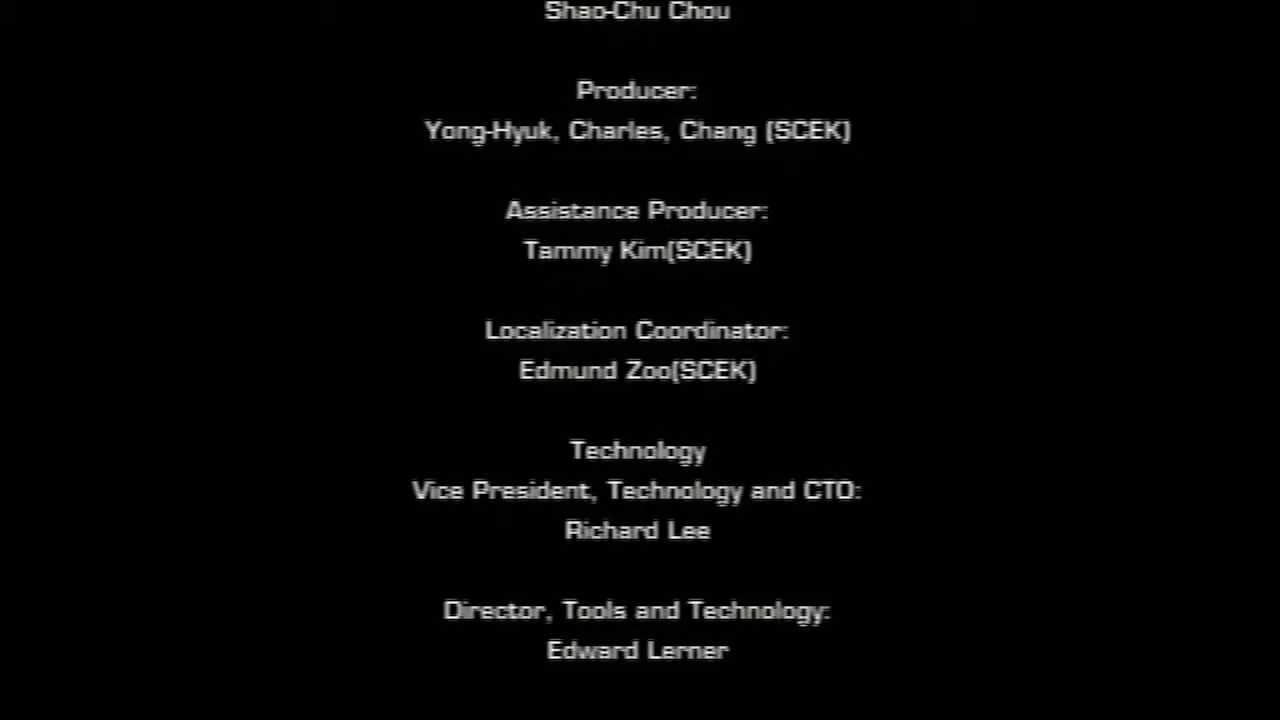 Shao-Chu Chou
Producer:
Yong-Hyuk, Charles, Chang (SCEK)
Assistance Producer:
Tammy Kim(SCEK)
Localization Coordinator:
Edmund Zoo(SCEK)
Technology
Vice President, Technology and CTO:
Richard Lee
Director, Tools and Technology:
Edward Lerner